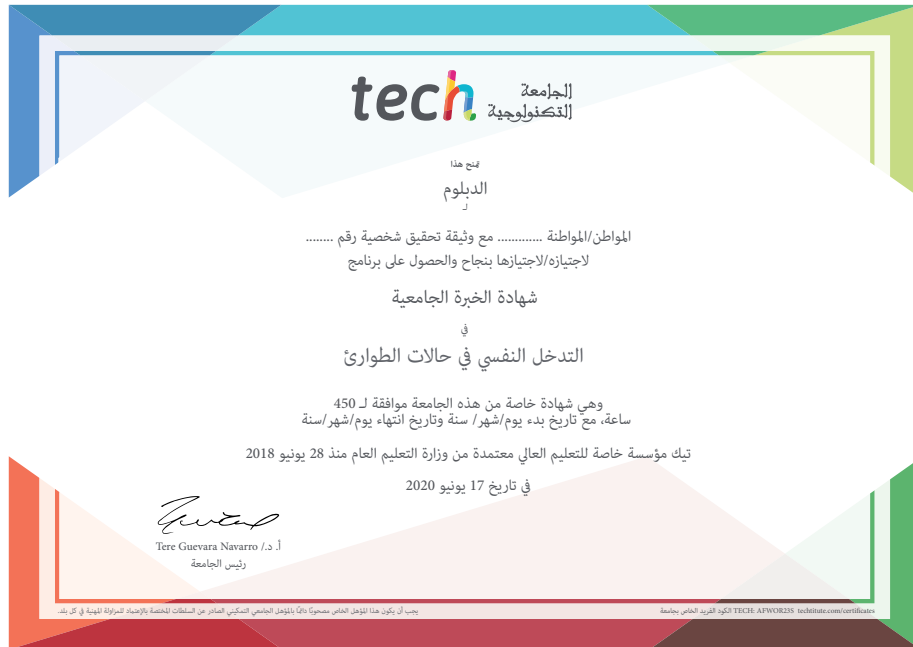 tech الجامعة
التكنولوجية
يمنح هذا
الدبلوم
لـ
المواطن/المواطنة ............. مع وثيقة تحقيق شخصية رقم ........
لاجتيازه/لاجتيازها بنجاح والحصول على برنامج
شهادة الخبرة الجامعية
في
التدخل النفسي في حالات الطوارئ
وهي شهادة خاصة من هذه الجامعة موافقة لـ 450
ساعة، مع تاريخ بدء يوم/شهر/ سنة وتاريخ انتهاء يوم/شهر/سنة
تيك مؤسسة خاصة للتعليم العالي معتمدة من وزارة التعليم العام منذ 28 يونيو 2018
في تاريخ 17 يونيو 2020
أ. د./ Tere Guevara Navarro
رئيس الجامعة
الكود الفريد الخاص بجامعة TECH: AFWOR23S techtitute.com/certificates
يجب أن يكون هذا المؤهل الخاص مصحوبًا دائمًا بالمؤهل الجامعي التمكيني الصادر عن السلطات المختصة بالإعتماد للمزاولة المهنية في كل بلد.